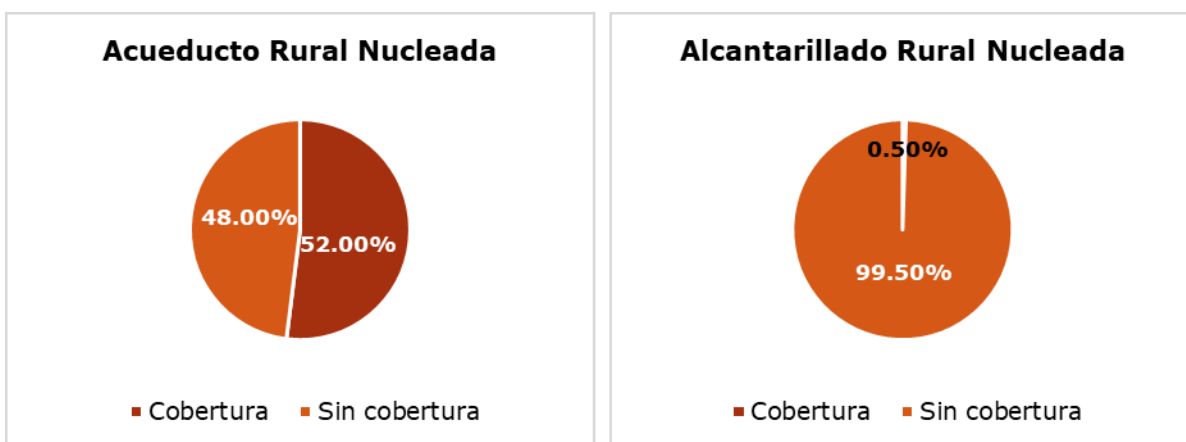 Acueducto Rural Nucleada
48.00%
52.00%
Cobertura Sin cobertura
Alcantarillado Rural Nucleada
0.50%
99.50%
Cobertura Sin cobertura